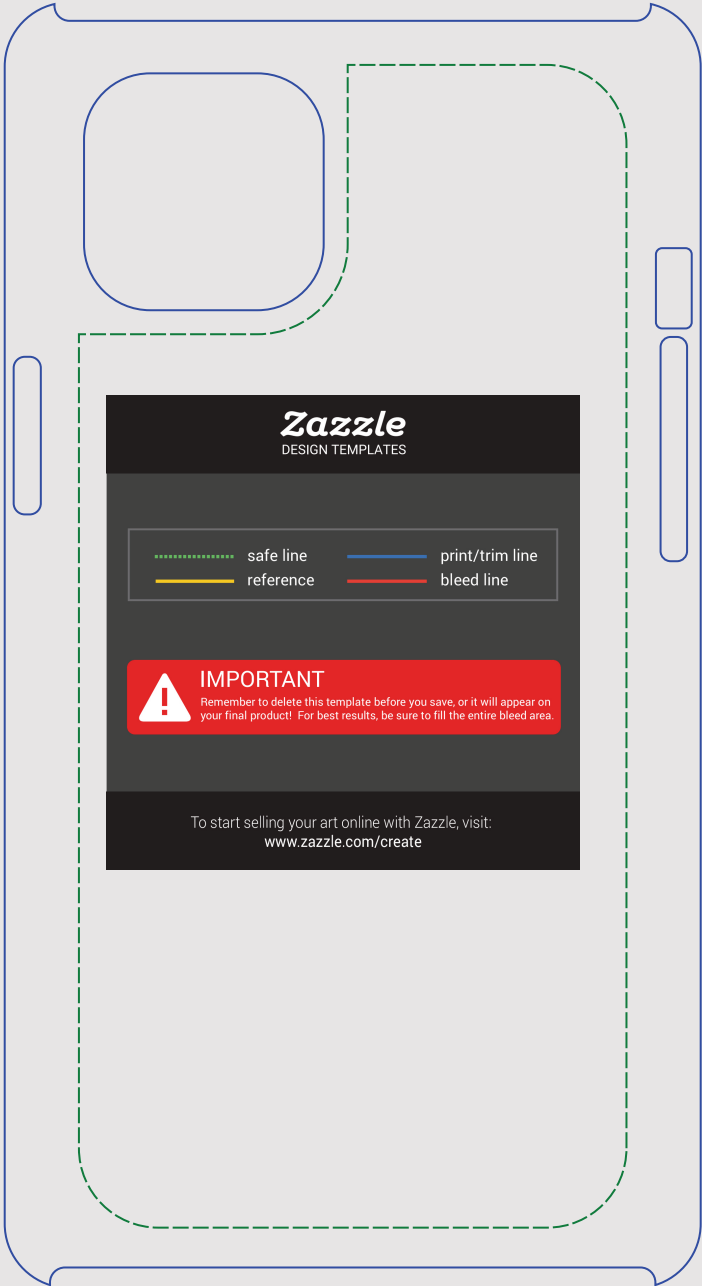 Zazzle
DESIGN TEMPLATES
safe line
print/trim line
reference
bleed line
IMPORTANT
Remember to delete this template before you save, or it will appear on
your final product!  For best results, be sure to fill the entire bleed area.
To start selling your art online with Zazzle, visit:
www.zazzle.com/create